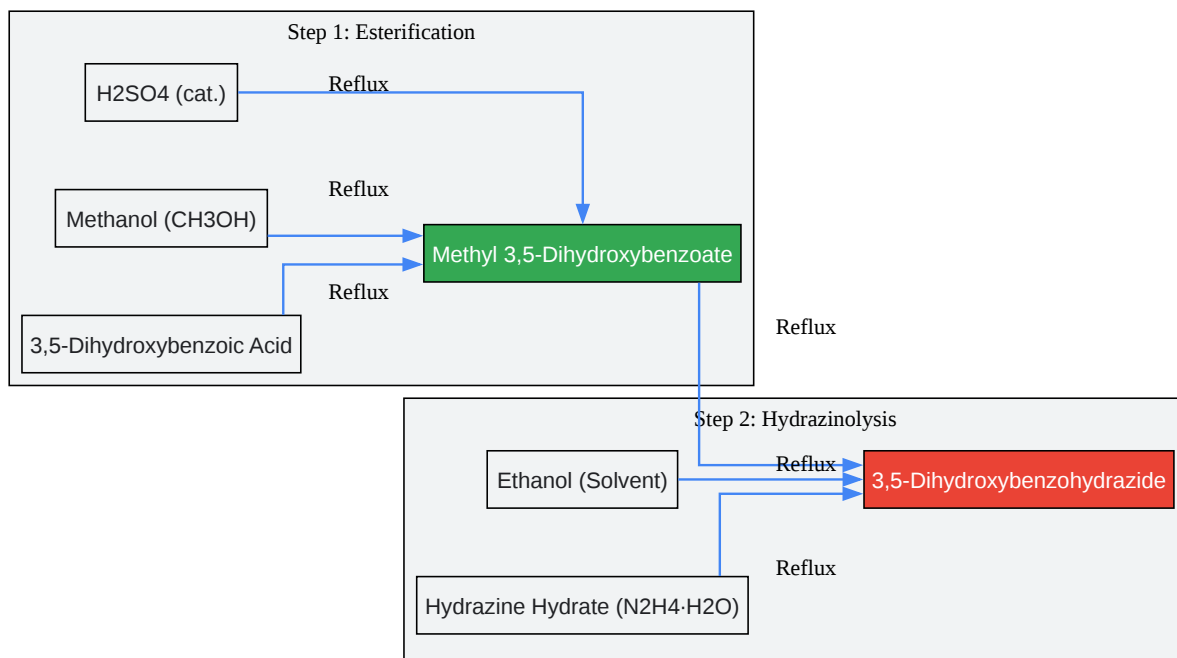 Step 1: Esterification
H2SO4 (cat.)
Reflux
Reflux
Methanol (CH3OH)
Methyl 3,5-Dihydroxybenzoate
Reflux
3,5-Dihydroxybenzoic Acid
Reflux
Step 2: Hydrazinolysis
Ethanol (Solvent)
Reflux
3,5-Dihydroxybenzohydrazide
Reflux
Hydrazine Hydrate (N2H4·H2O)